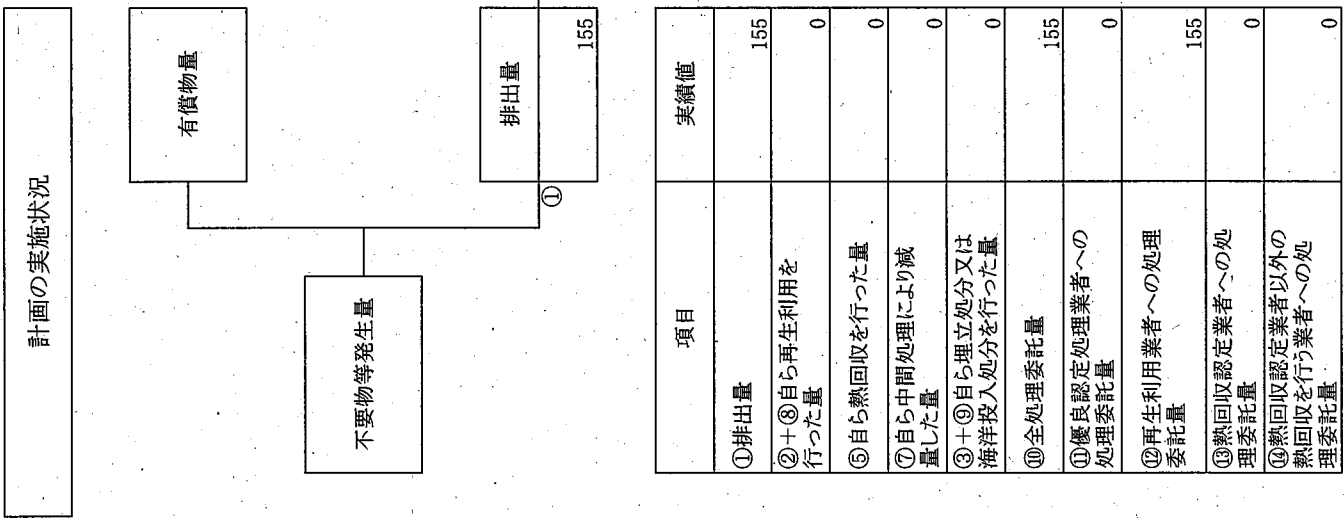 計画の実施状況
有償物量
不要物等発生量
①
排出量
155
項目
実績値
①排出量
155
②+⑧自ら再生利用を
行った量
0
⑤自ら熱回収を行った量
0
⑦自ら中間処理により減
量した量
0
③+⑨自ら埋立処分又は
海洋投入処分を行った量
0
⑩全処理委託量
155
⑪優良認定処理業者への
処理委託量
0
⑫再生利用業者への処理
委託量
155
⑬熱回収認定業者への処
理委託量
0
⑭熱回収認定業者以外の
熱回収を行う業者への処
理委託量
0